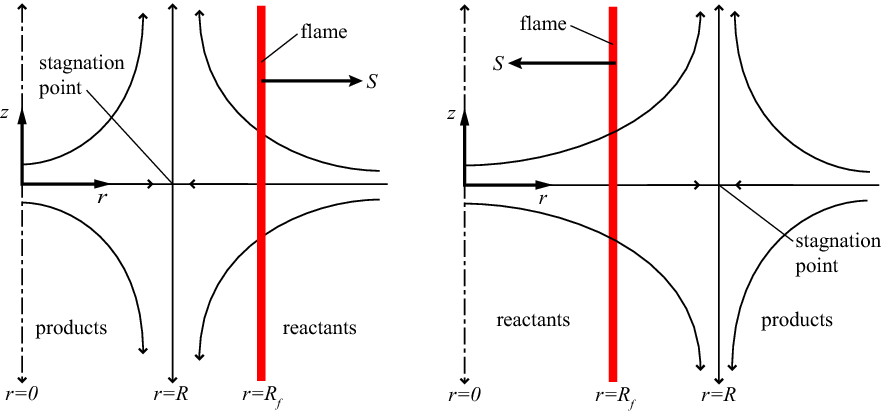 flame
stagnation
point
S
z
r
products
reactants
r=0
r=R
r=R_f
flame
S
z
r
stagnation
point
reactants
products
r=0
r=R_f
r=R